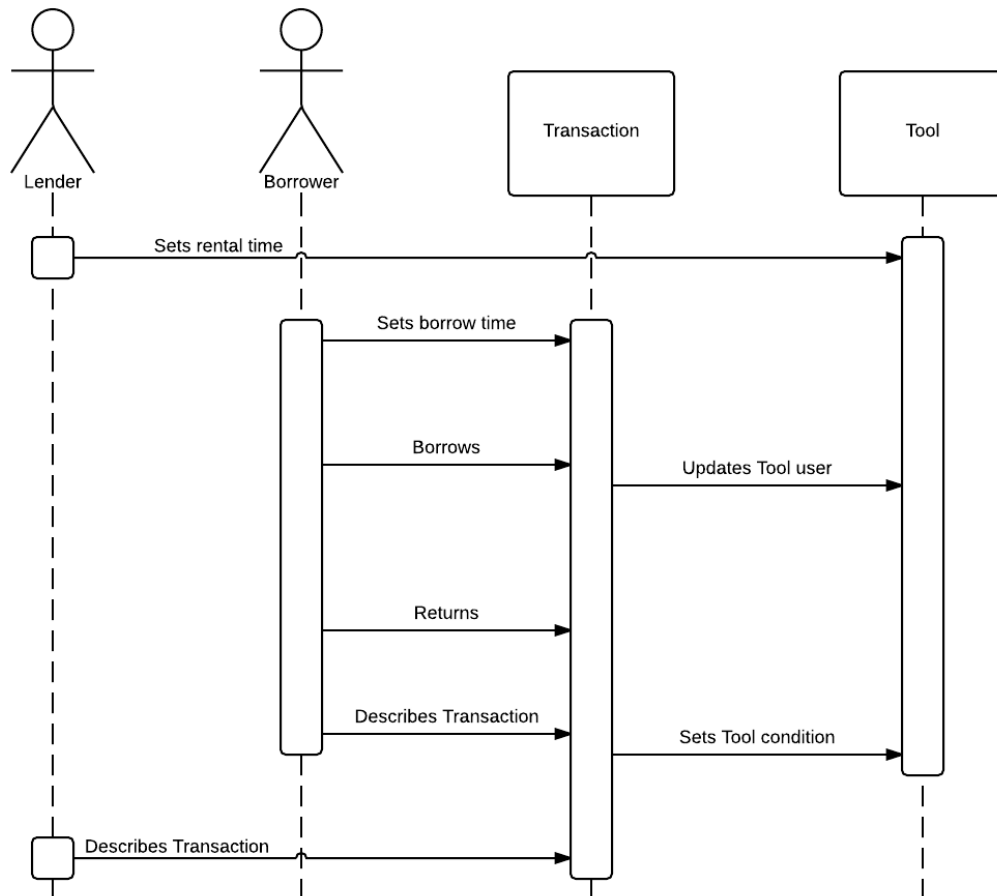 Transaction
Tool
Lender
Borrower
Sets rental time
Sets borrow time
Borrows
Updates Tool user
Returns
Describes Transaction
Sets Tool condition
Describes Transaction